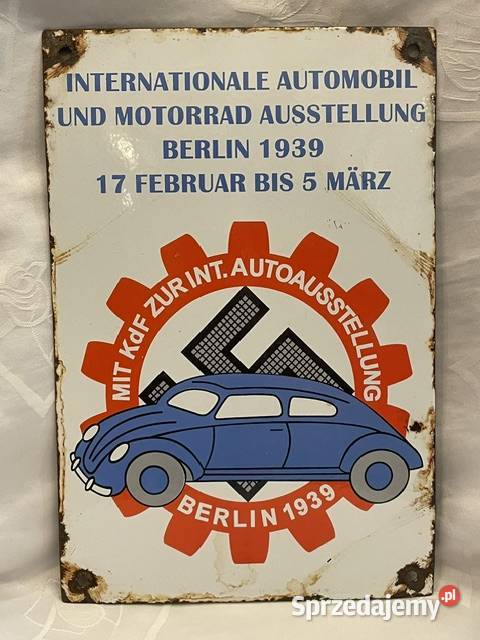 INTERNATIONALE AUTOMOBIL
UND MOTORRAD AUSSTELLUNG
BERLIN 1939
17 FEBRUAR BIS 5 MÄRZ
MIT KdF ZUR INT. AUTOAUSSTELLUNG
BERLIN 1939
Sprzedajemy.pl